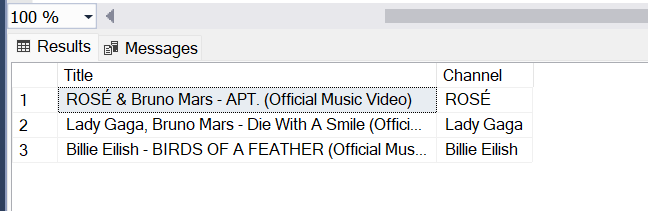 100 %
Results Messages
Title Channel
1 ROSÉ & Bruno Mars - APT. (Official Music Video) ROSÉ
2 Lady Gaga, Bruno Mars - Die With A Smile (Offici... Lady Gaga
3 Billie Eilish - BIRDS OF A FEATHER (Official Mus... Billie Eilish